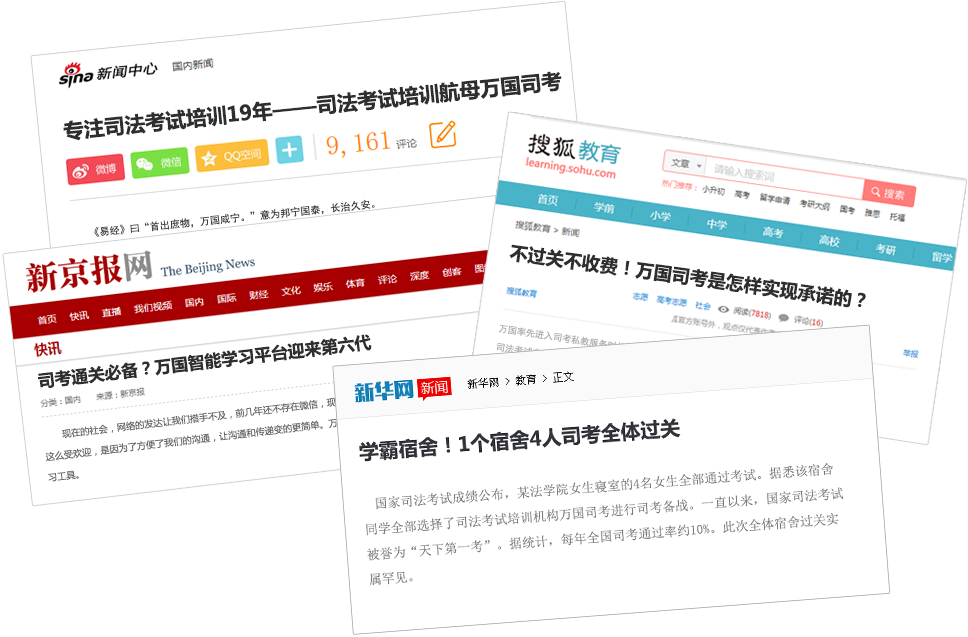 sina 新闻中心 国内新闻
专注司法考试培训19年——司法考试培训航母万国司考
微博 微信 QQ空间 9,161 评论
《易经》曰“首出庶物，万国咸宁。”意为邦宁国泰，长治久安。
搜狐教育
learning.sohu.com
文章 请输入搜索词 搜索
热门推荐： 小升初 高考 留学申请 考研大纲 国考 雅思 托福
首页 学前 小学 中学 高考 高校 考研 留学
搜狐教育 > 新闻
不过关不收费！万国司考是怎样实现承诺的？
搜狐教育 志愿 高考志愿 社会 阅读(7818) 评论(16)
官方账号外，观点仅代表作
举报
万国率先进入司考私教服务
司法考试
新京报网 The Beijing News
首页 快讯 直播 我们视频 国内 国际 财经 文化 娱乐 体育 评论 深度 创客
快讯
司考通关必备？万国智能学习平台迎来第六代
分类：国内 来源：新京报
现在的社会，网络的发达让我们措手不及，前几年还不存在微信，现
这么受欢迎，是因为了方便了我们的沟通，让沟通和传递变的更简单。万
习工具。
新华网 新闻 新华网 > 教育 > 正文
学霸宿舍！1个宿舍4人司考全体过关
国家司法考试成绩公布，某法学院女生寝室的4名女生全部通过考试。据悉该宿舍
同学全部选择了司法考试培训机构万国司考进行司考备战。一直以来，国家司法考试
被誉为“天下第一考”。据统计，每年全国司考通过率约10%。此次全体宿舍过关实
属罕见。